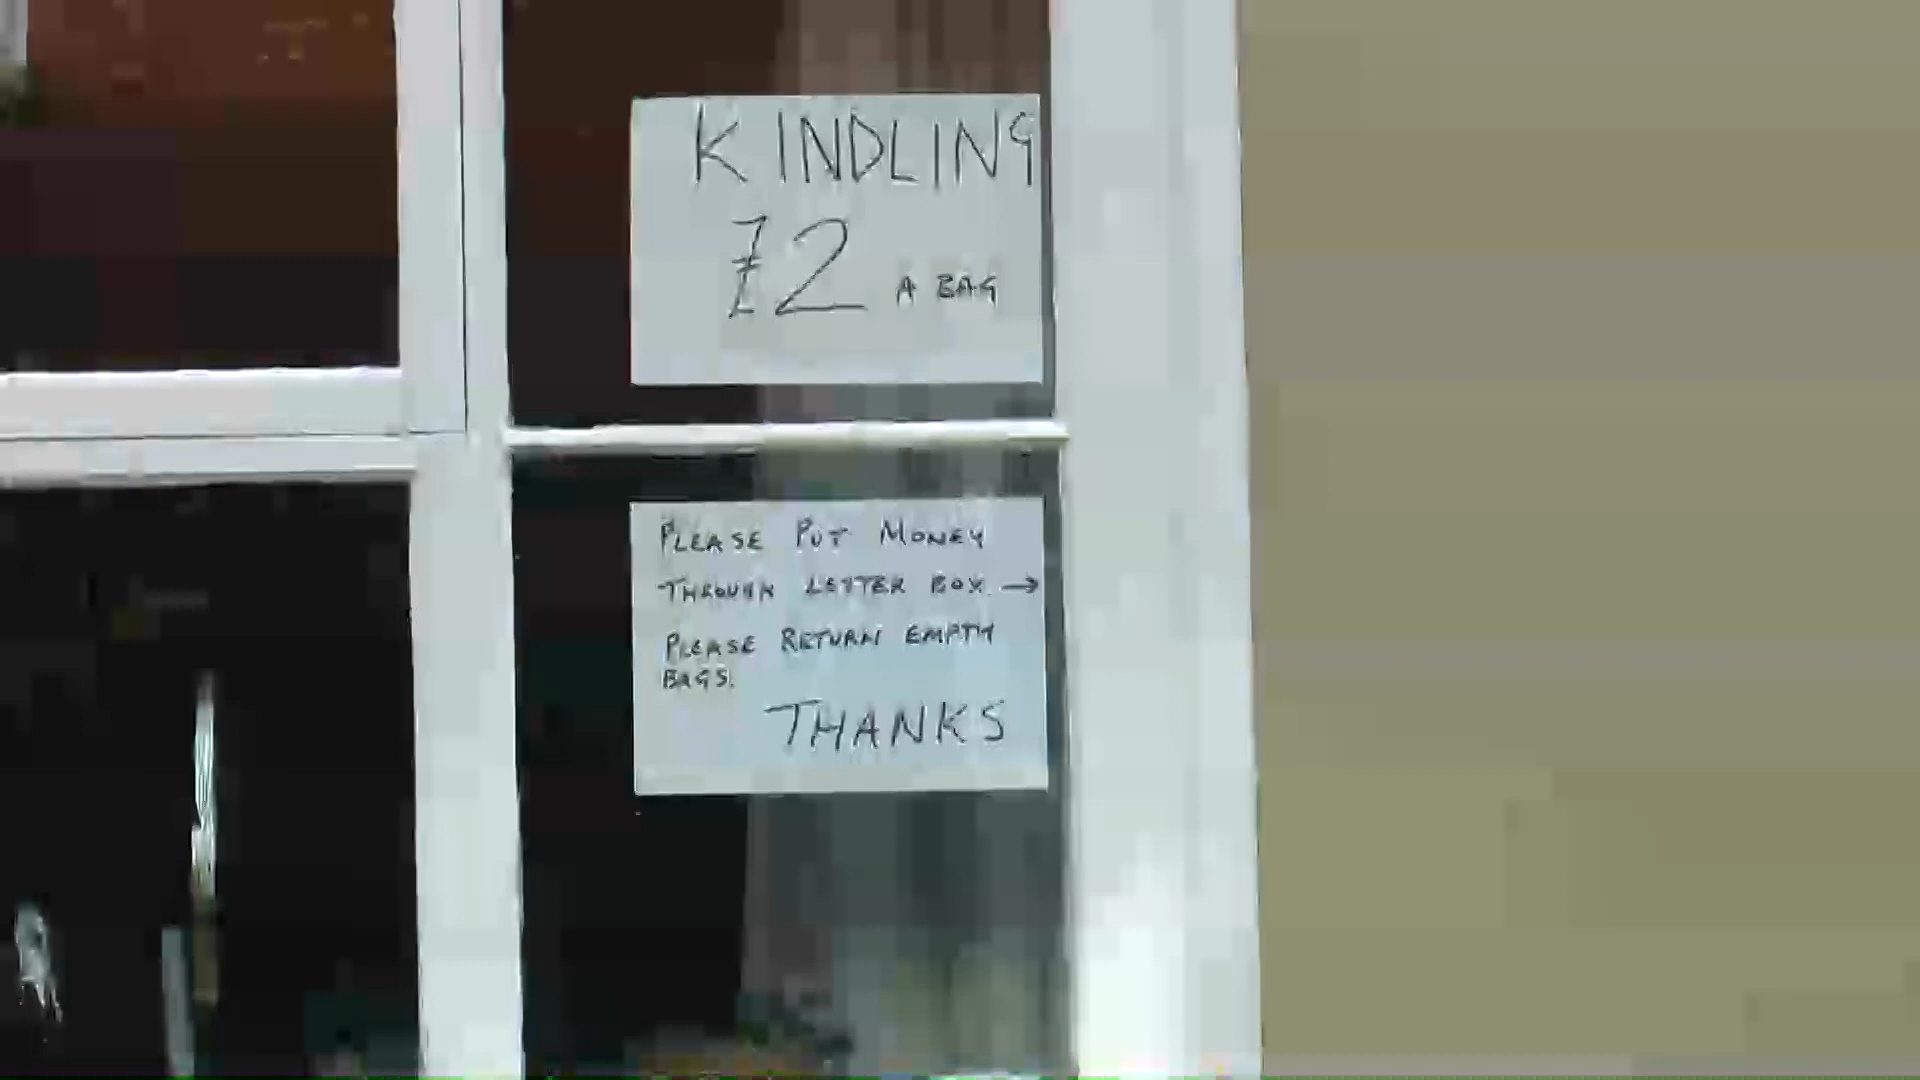 KINDLING
£2 A BAG
PLEASE PUT MONEY
THROUGH LETTER BOX →
PLEASE RETURN EMPTY
BAGS.
THANKS